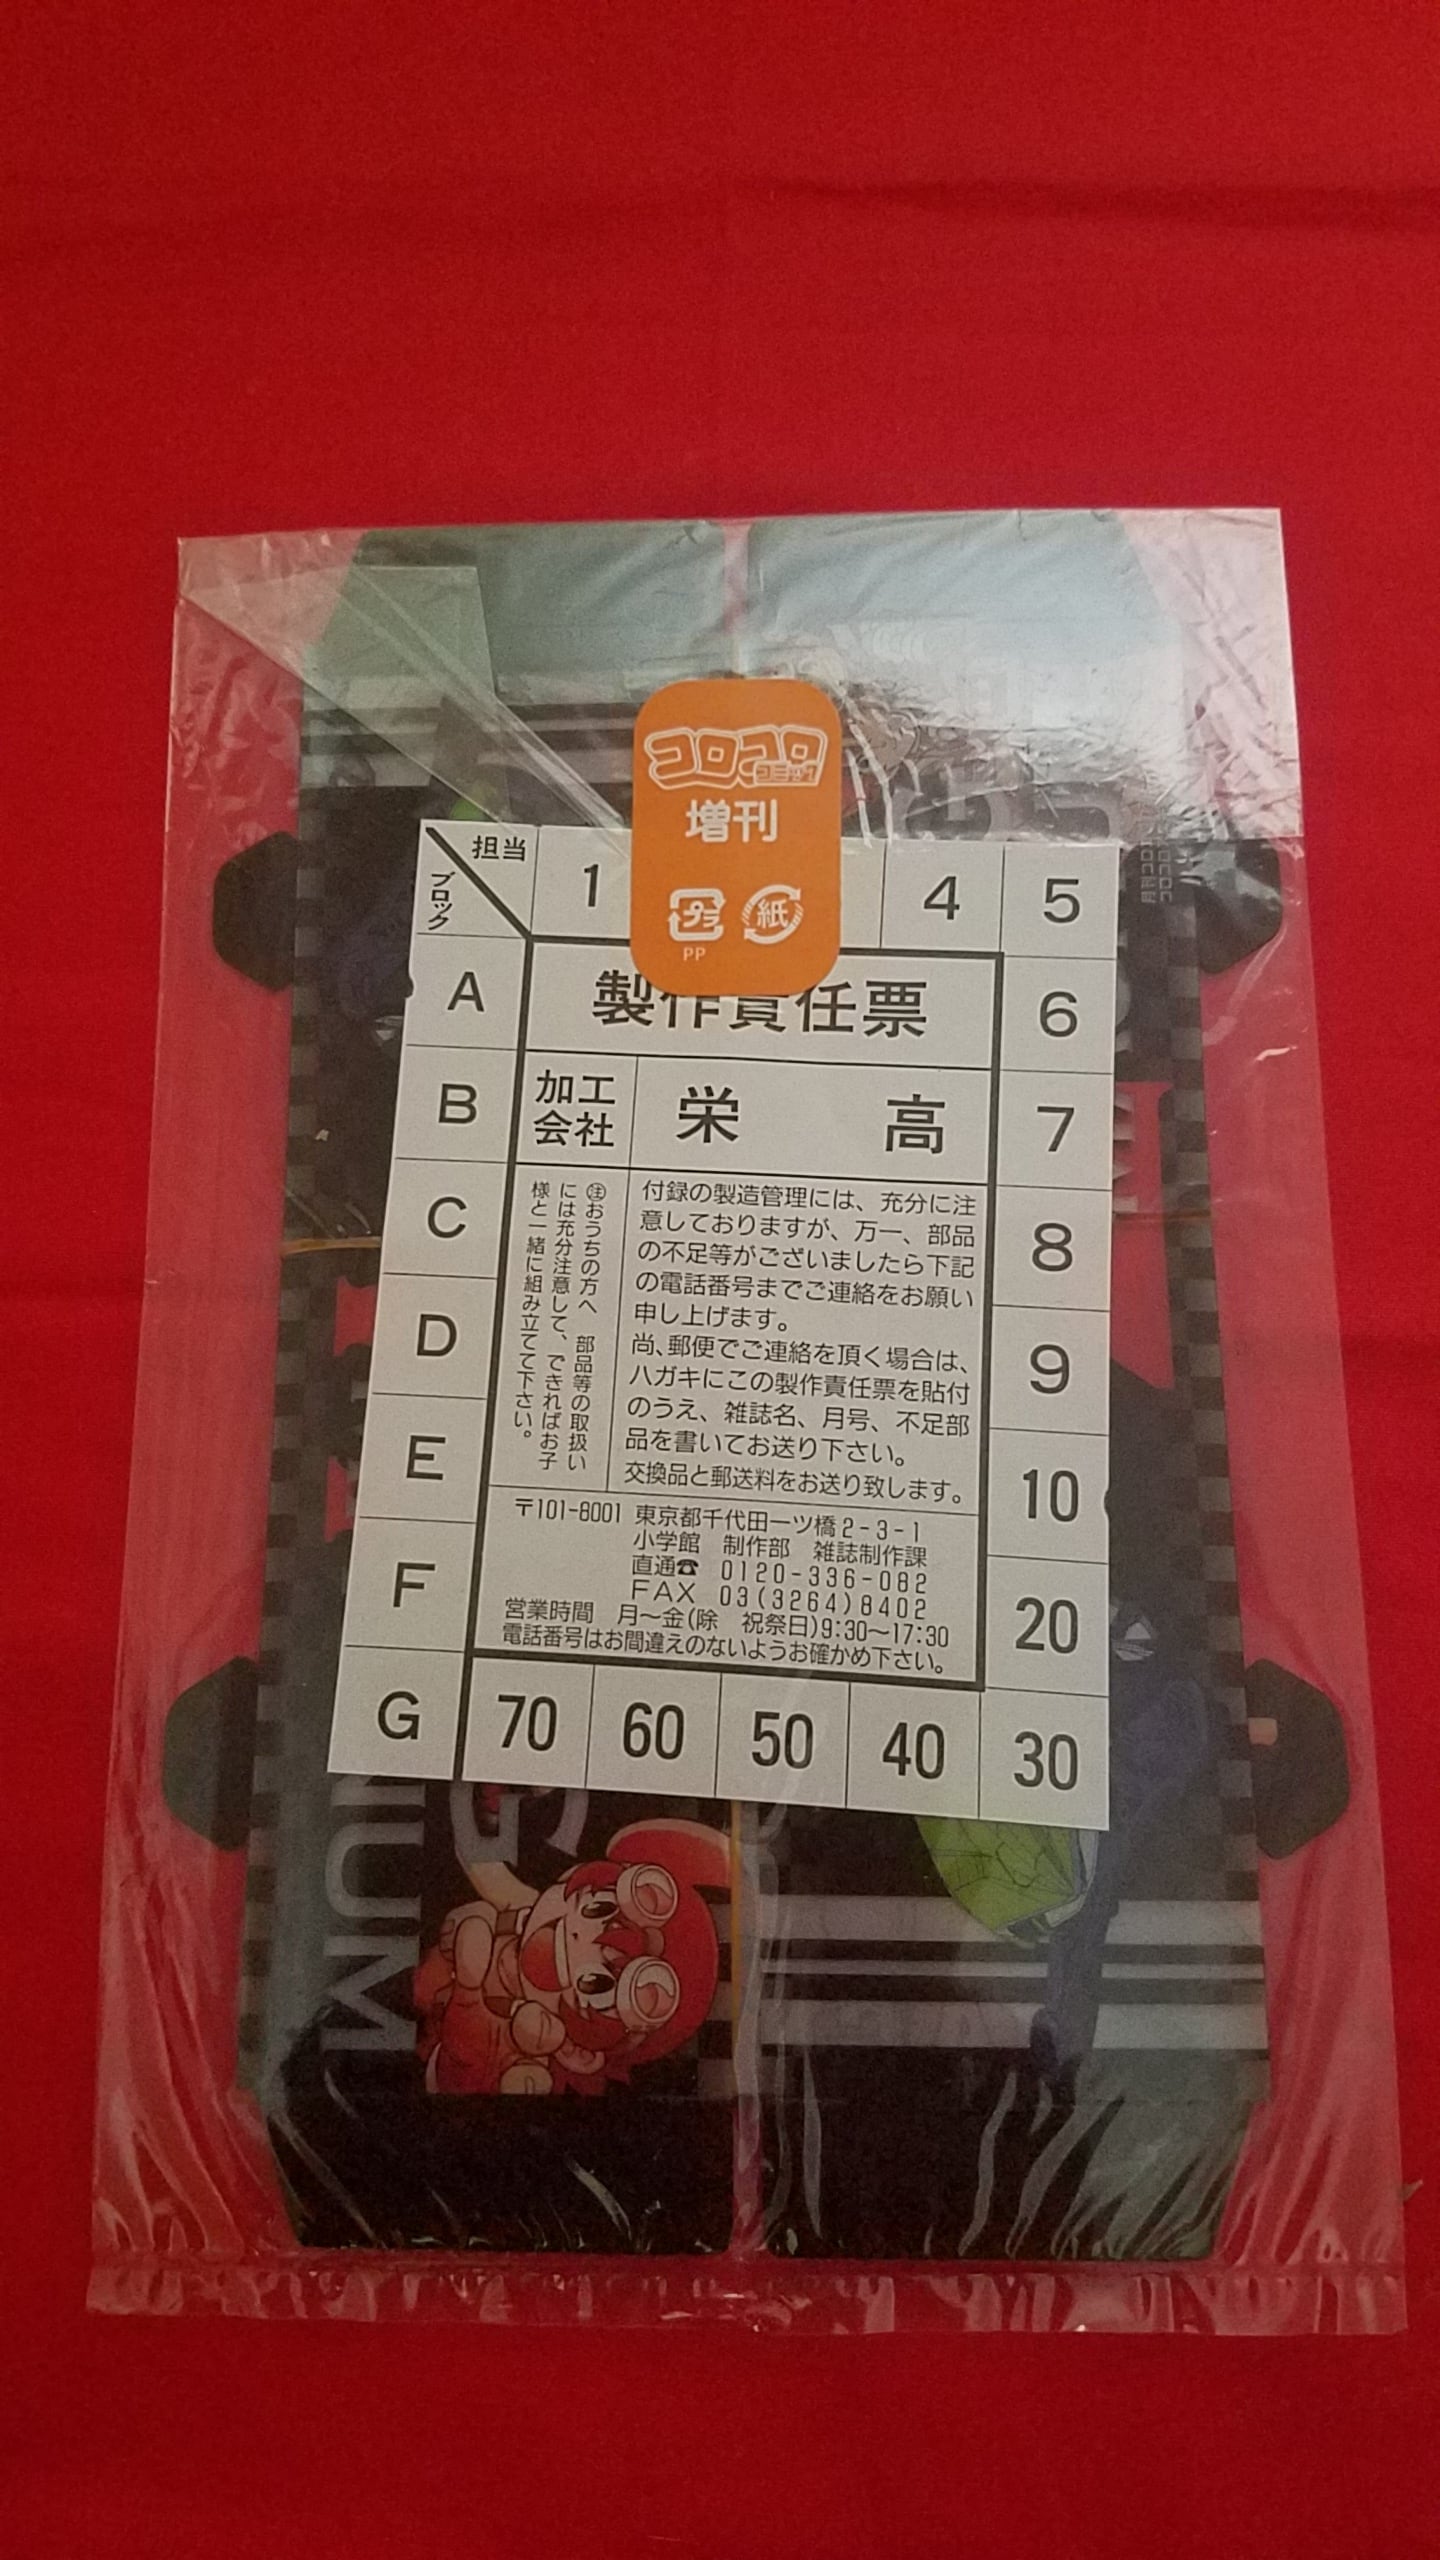 コロコロ
コミック
増刊
プラ
紙
PP
担当
ブロック
1
4
5
A
6
製作責任票
B
加工
会社
栄 高
7
C
8
D
9
E
10
F
20
G
付録の製造管理には、充分に注
意しておりますが、万一、部品
の不足等がございましたら下記
の電話番号までご連絡をお願い
申し上げます。
尚、郵便でご連絡を頂く場合は、
ハガキにこの製作責任票を貼付
のうえ、雑誌名、月号、不足部
品を書いてお送り下さい。
交換品と郵送料をお送り致します。
㊟おうちの方へ 部品等の取扱い
には充分注意して、できればお子
様と一緒に組み立てて下さい。
〒101-8001 東京都千代田一ツ橋2-3-1
小学館 制作部 雑誌制作課
直通☎ 0120-336-082
FAX 03(3264)8402
営業時間 月〜金(除 祝祭日)9:30〜17:30
電話番号はお間違えのないようお確かめ下さい。
70
60
50
40
30